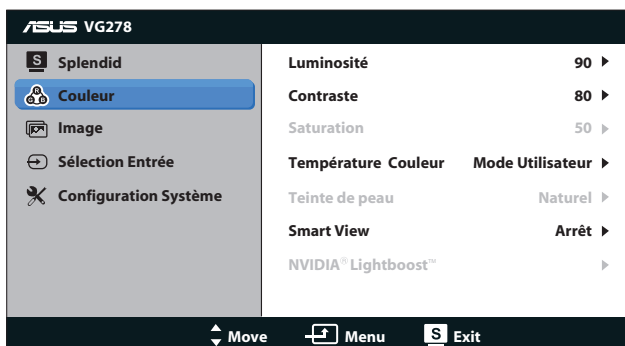 ASUS VG278
S Splendid
R G B Couleur
Image
Sélection Entrée
Configuration Système
Luminosité 90
Contraste 80
Saturation 50
Température Couleur Mode Utilisateur
Teinte de peau Naturel
Smart View Arrêt
NVIDIA® Lightboost™
Move Menu S Exit